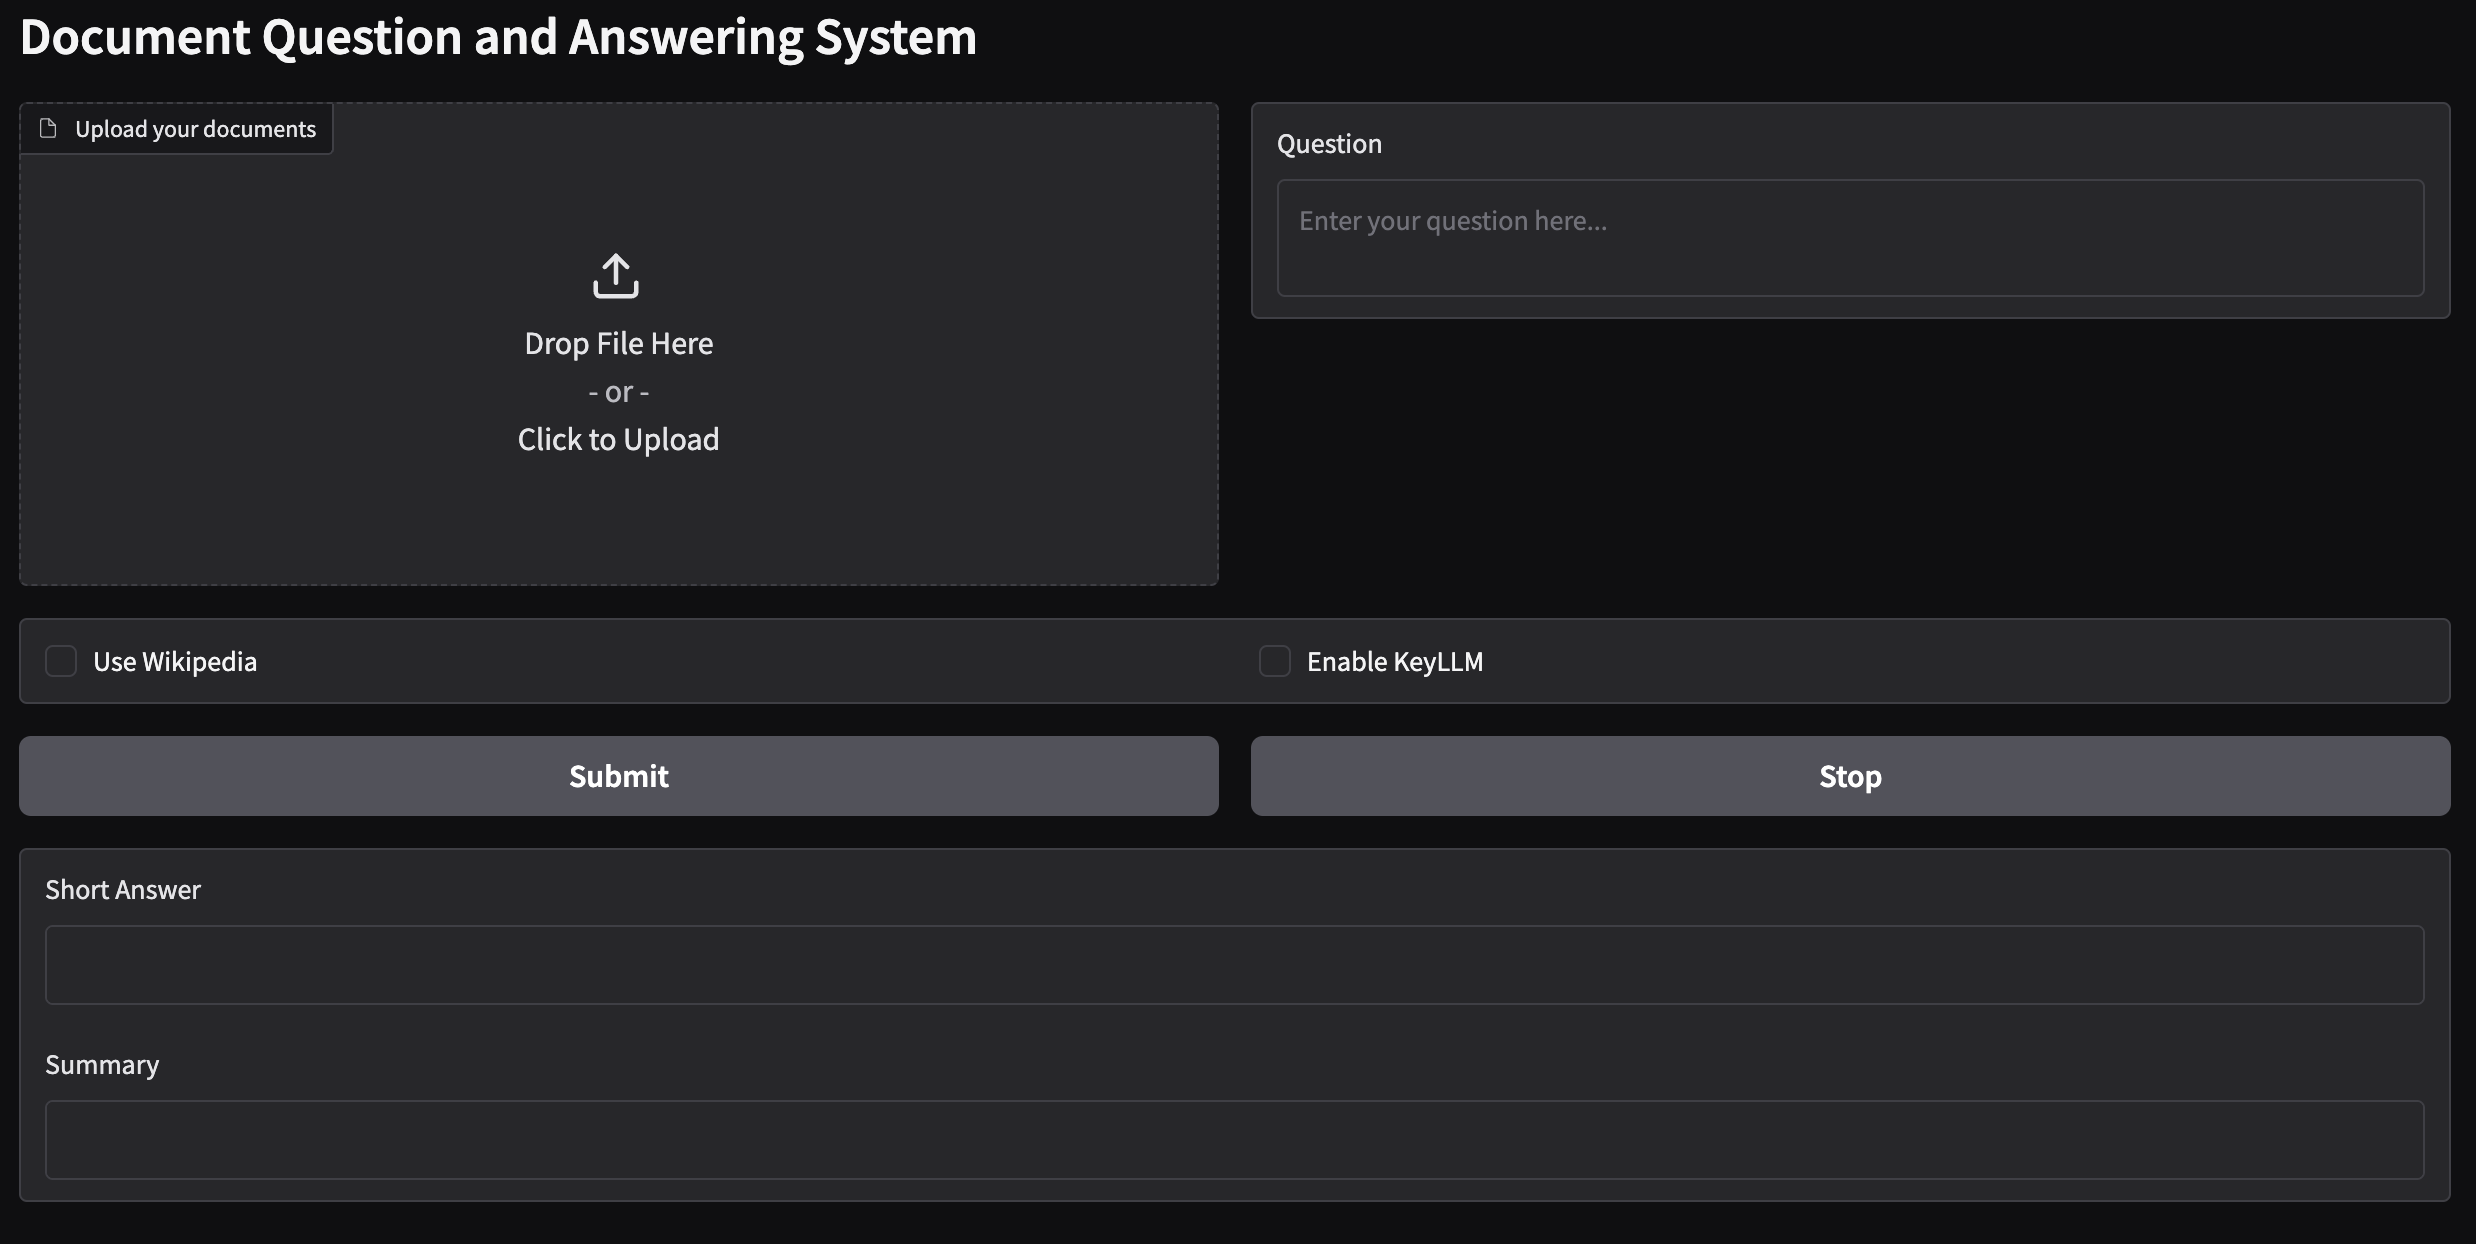 Document Question and Answering System
Upload your documents
Drop File Here
- or -
Click to Upload
Question
Enter your question here...
Use Wikipedia
Enable KeyLLM
Submit
Stop
Short Answer
Summary